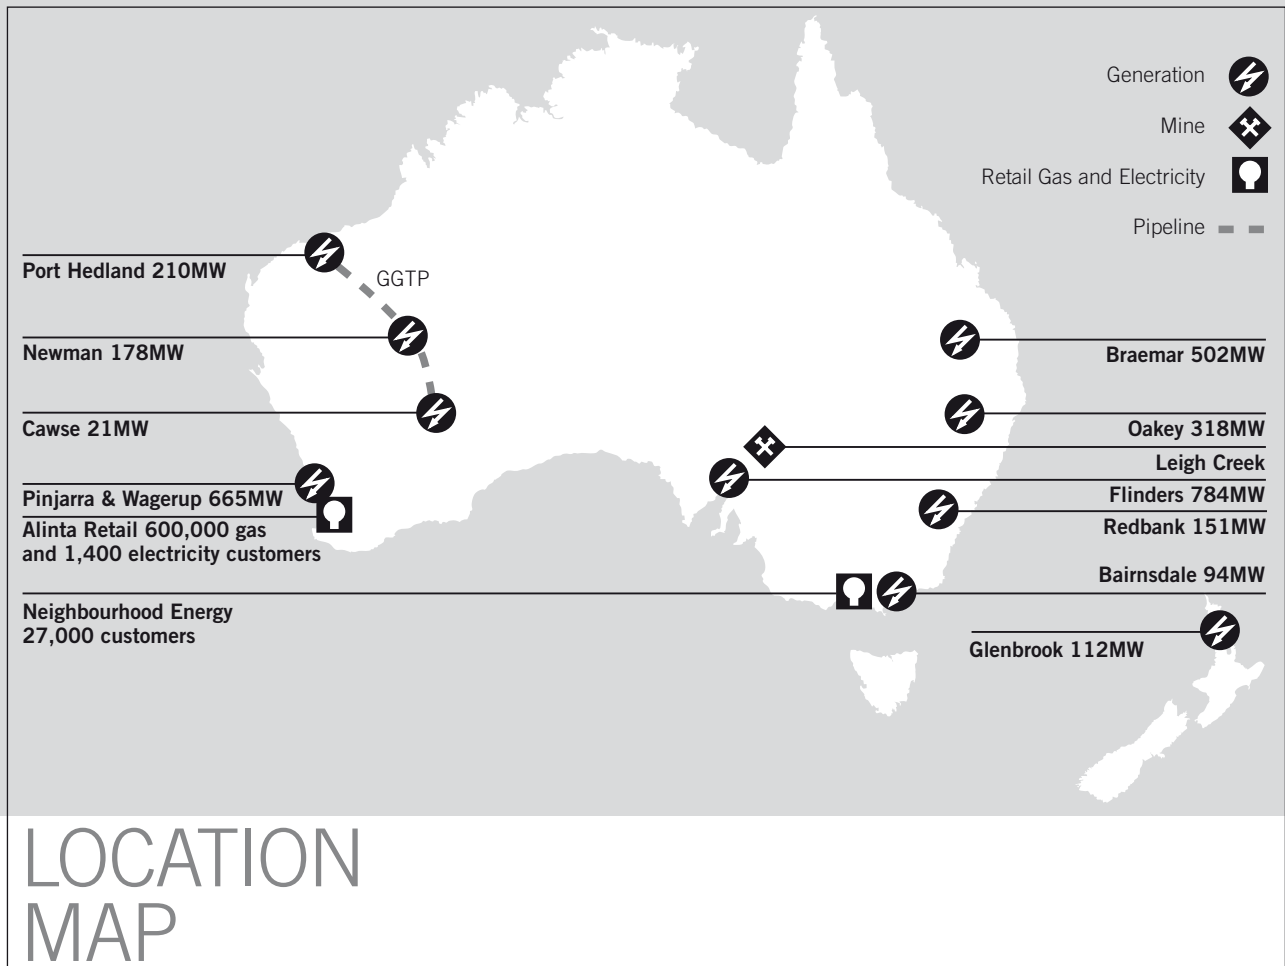 Generation
Mine
Retail Gas and Electricity
Pipeline
Port Hedland 210MW
GGTP
Newman 178MW
Cawse 21MW
Pinjarra & Wagerup 665MW
Alinta Retail 600,000 gas
and 1,400 electricity customers
Neighbourhood Energy
27,000 customers
Braemar 502MW
Oakey 318MW
Leigh Creek
Flinders 784MW
Redbank 151MW
Bairnsdale 94MW
Glenbrook 112MW
LOCATION
MAP